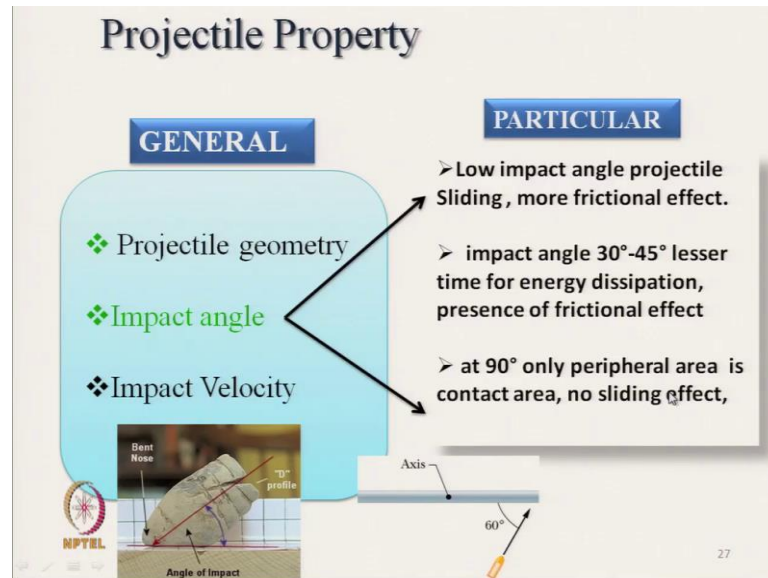 Projectile Property
GENERAL
❖ Projectile geometry
❖Impact angle
❖Impact Velocity
PARTICULAR
➢Low impact angle projectile
Sliding , more frictional effect.
➢ impact angle 30°-45° lesser
time for energy dissipation,
presence of frictional effect
➢ at 90° only peripheral area is
contact area, no sliding effect,
Bent
Nose
"D"
profile
Angle of Impact
Axis
60°
NPTEL
27